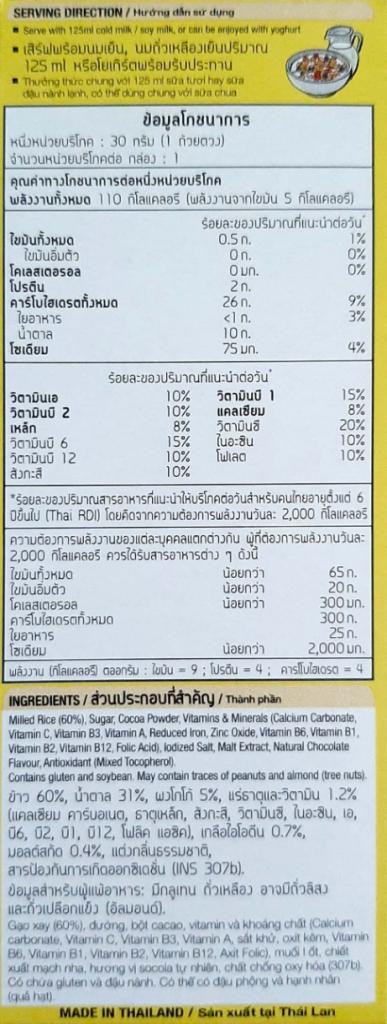 SERVING DIRECTION / Hướng dẫn sử dụng
Serve with 125ml cold milk / soy milk, or can be enjoyed with yoghurt
เสิร์ฟพร้อมนมเย็น, นมถั่วเหลืองเย็นปริมาณ
125 ml หรือโยเกิร์ตพร้อมรับประทาน
Thưởng thức chung với 125 ml sữa tươi hay sữa
đậu nành lạnh, có thể dùng chung với sữa chua
ข้อมูลโภชนาการ
หนึ่งหน่วยบริโภค : 30 กรัม (1 ถ้วยตวง)
จำนวนหน่วยบริโภคต่อ กล่อง : 1
คุณค่าทางโภชนาการต่อหนึ่งหน่วยบริโภค
พลังงานทั้งหมด 110 กิโลแคลอรี (พลังงานจากไขมัน 5 กิโลแคลอรี)
ร้อยละของปริมาณที่แนะนำต่อวัน*
ไขมันทั้งหมด 0.5 ก. 1%
ไขมันอิ่มตัว 0 ก. 0%
โคเลสเตอรอล 0 มก. 0%
โปรตีน 2 ก.
คาร์โบไฮเดรตทั้งหมด 26 ก. 9%
ใยอาหาร <1 ก. 3%
น้ำตาล 10 ก.
โซเดียม 75 มก. 4%
ร้อยละของปริมาณที่แนะนำต่อวัน*
วิตามินเอ 10% วิตามินบี 1 15%
วิตามินบี 2 10% แคลเซียม 8%
เหล็ก 8% วิตามินซี 20%
วิตามินบี 6 15% ไนอะซิน 10%
วิตามินบี 12 10% โฟเลต 10%
สังกะสี 10%
*ร้อยละของปริมาณสารอาหารที่แนะนำให้บริโภคต่อวันสำหรับคนไทยอายุตั้งแต่ 6
ปีขึ้นไป (Thai RDI) โดยคิดจากความต้องการพลังงานวันละ 2,000 กิโลแคลอรี
ความต้องการพลังงานของแต่ละบุคคลแตกต่างกัน ผู้ที่ต้องการพลังงานวันละ
2,000 กิโลแคลอรี ควรได้รับสารอาหารต่าง ๆ ดังนี้
ไขมันทั้งหมด น้อยกว่า 65 ก.
ไขมันอิ่มตัว น้อยกว่า 20 ก.
โคเลสเตอรอล น้อยกว่า 300 มก.
คาร์โบไฮเดรตทั้งหมด 300 ก.
ใยอาหาร 25 ก.
โซเดียม น้อยกว่า 2,000 มก.
พลังงาน (กิโลแคลอรี) ต่อกรัม : ไขมัน = 9 ; โปรตีน = 4 ; คาร์โบไฮเดรต = 4
INGREDIENTS / ส่วนประกอบที่สำคัญ / Thành phần
Milled Rice (60%), Sugar, Cocoa Powder, Vitamins & Minerals (Calcium Carbonate,
Vitamin C, Vitamin B3, Vitamin A, Reduced Iron, Zinc Oxide, Vitamin B6, Vitamin B1,
Vitamin B2, Vitamin B12, Folic Acid), Iodized Salt, Malt Extract, Natural Chocolate
Flavour, Antioxidant (Mixed Tocopherol).
Contains gluten and soybean. May contain traces of peanuts and almond (tree nuts).
ข้าว 60%, น้ำตาล 31%, ผงโกโก้ 5%, แร่ธาตุและวิตามิน 1.2%
(แคลเซียม คาร์บอเนต, ธาตุเหล็ก, สังกะสี, วิตามินซี, ไนอะซิน, เอ,
บี6, บี2, บี1, บี12, โฟลิค แอซิค), เกลือไอโอดีน 0.7%,
มอลต์สกัด 0.4%, แต่งกลิ่นธรรมชาติ,
สารป้องกันการเกิดออกซิเดชั่น (INS 307b).
ข้อมูลสำหรับผู้แพ้อาหาร: มีกลูเทน ถั่วเหลือง อาจมีถั่วลิสง
และถั่วเปลือกแข็ง (อัลมอนด์).
Gạo xay (60%), đường, bột cacao, vitamin và khoáng chất (Calcium
carbonate, Vitamin C, Vitamin B3, Vitamin A, sắt khử, oxit kẽm, Vitamin
B6, Vitamin B1, Vitamin B2, Vitamin B12, Axit Folic), muối I ốt, chiết
xuất mạch nha, hương vị socola tự nhiên, chất chống oxy hóa (307b).
Có chứa gluten và đậu nành. Có thể có đậu phộng và hạnh nhân
(quả hạt).
MADE IN THAILAND / Sản xuất tại Thái Lan